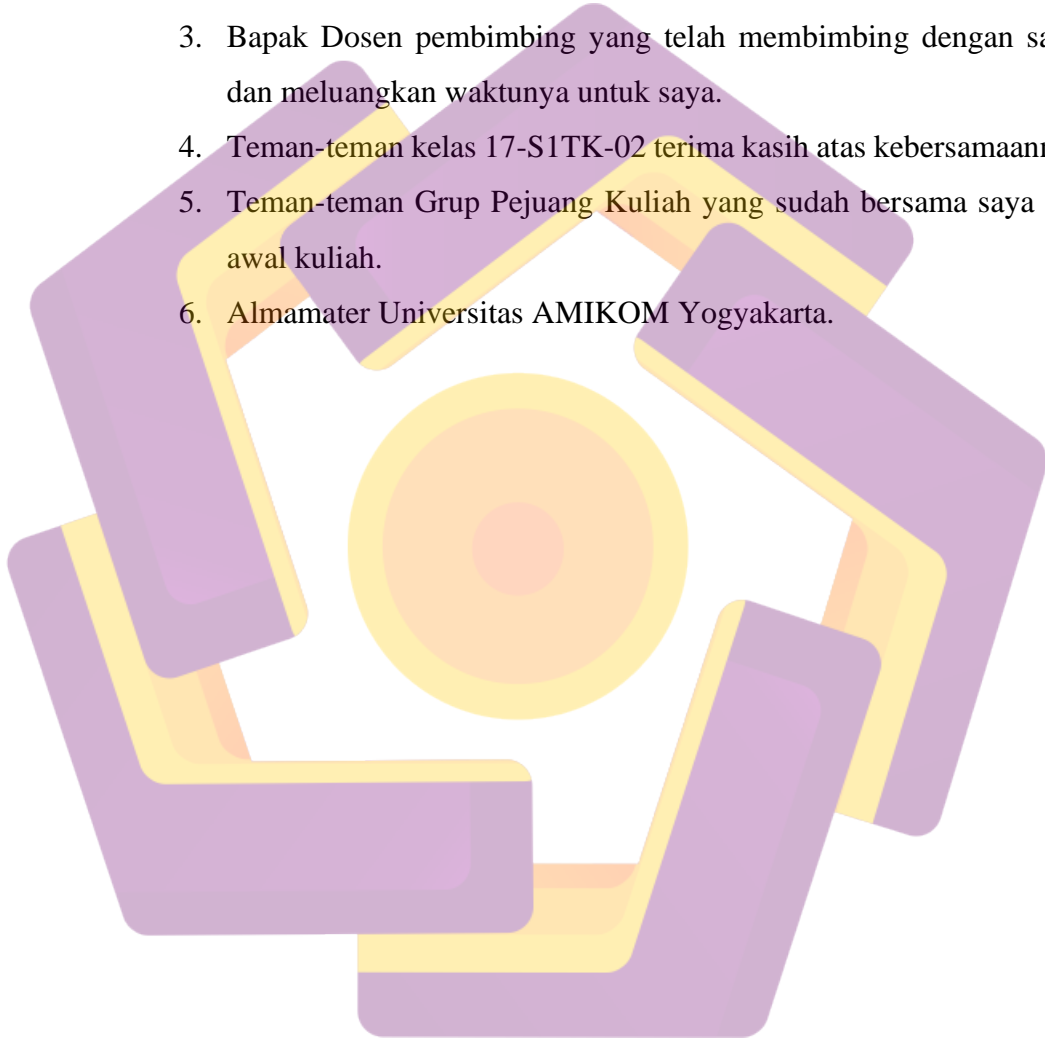 3. Bapak Dosen pembimbing yang telah membimbing dengan
dan meluangkan waktunya untuk saya.
4. Teman-teman kelas 17-S1TK-02 terima kasih atas
5. Teman-teman Grup Pejuang Kuliah yang sudah bersama saya
awal kuliah.
6. Almamater Universitas AMIKOM Yogyakarta.